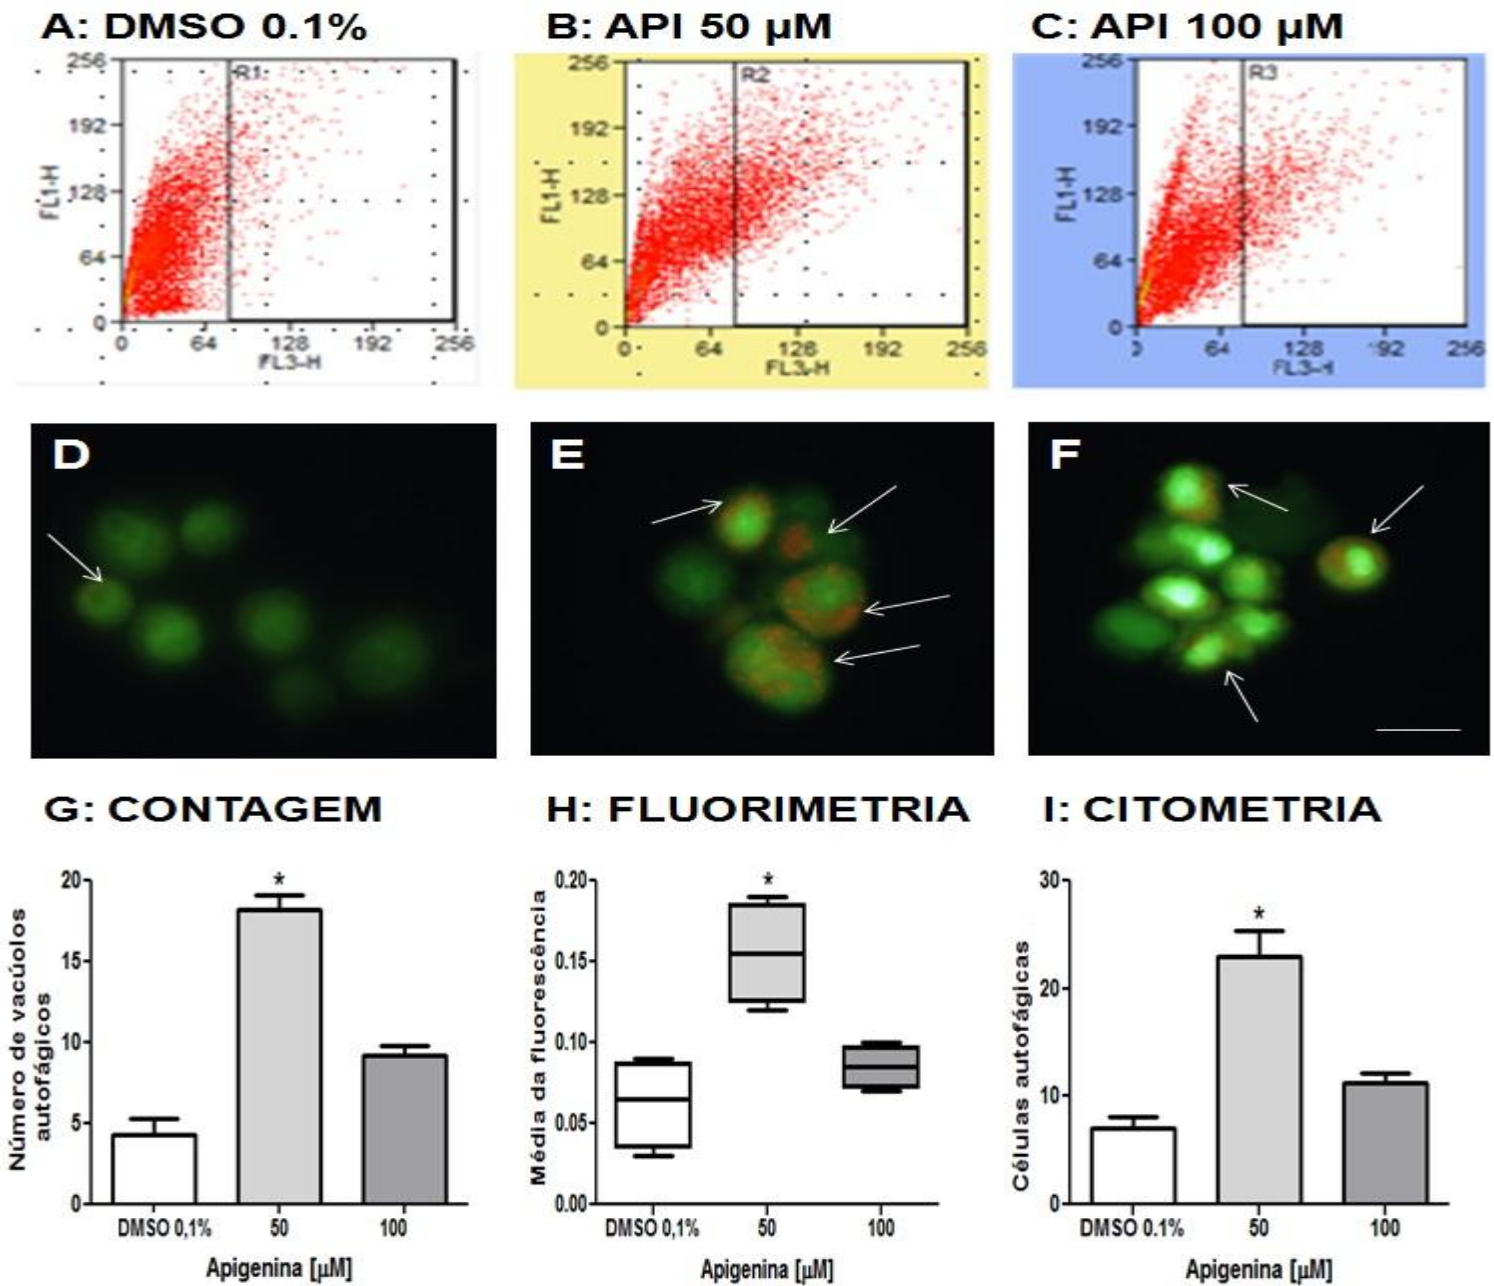 A: DMSO 0.1%
B: API 50 µM
C: API 100 µM
256
192
128
64
0
FL1-H
R1
0 64 128 192 256
FL3-H
256
192
128
64
0
FL1-H
R2
0 64 128 192 256
FL3-H
256
192
128
64
0
FL1-H
R3
64 128 192 256
FL3-H
D
E
F
G: CONTAGEM
H: FLUORIMETRIA
I: CITOMETRIA
20
15
10
5
0
Número de vacúolos
autofágicos
*
DMSO 0,1% 50 100
Apigenina [µM]
0.20
0.15
0.10
0.05
0.00
Média da fluorescência
*
DMSO 0,1% 50 100
Apigenina [µM]
30
20
10
0
Células autofágicas
*
DMSO 0.1% 50 100
Apigenina [µM]